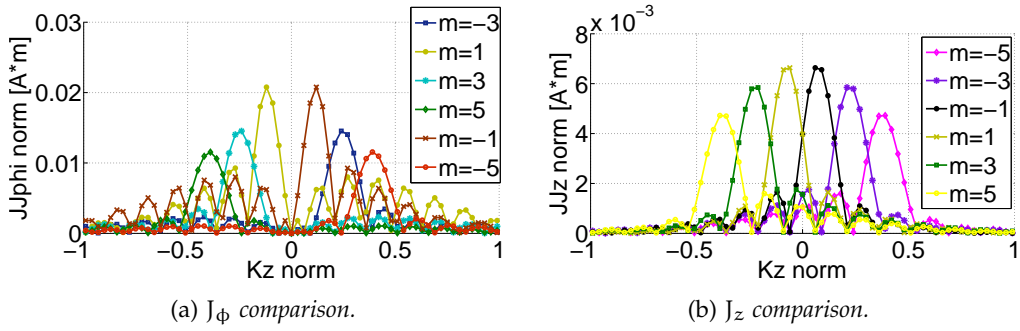 0.03
0.02
0.01
0
JJphi norm [A*m]
−1
−0.5
0
0.5
1
Kz norm
m=−3
m=1
m=3
m=5
m=−1
m=−5
(a) Jϕ comparison.
x 10⁻³
8
6
4
2
0
JJz norm [A*m]
−1
−0.5
0
0.5
1
Kz norm
m=−5
m=−3
m=−1
m=1
m=3
m=5
(b) Jz comparison.